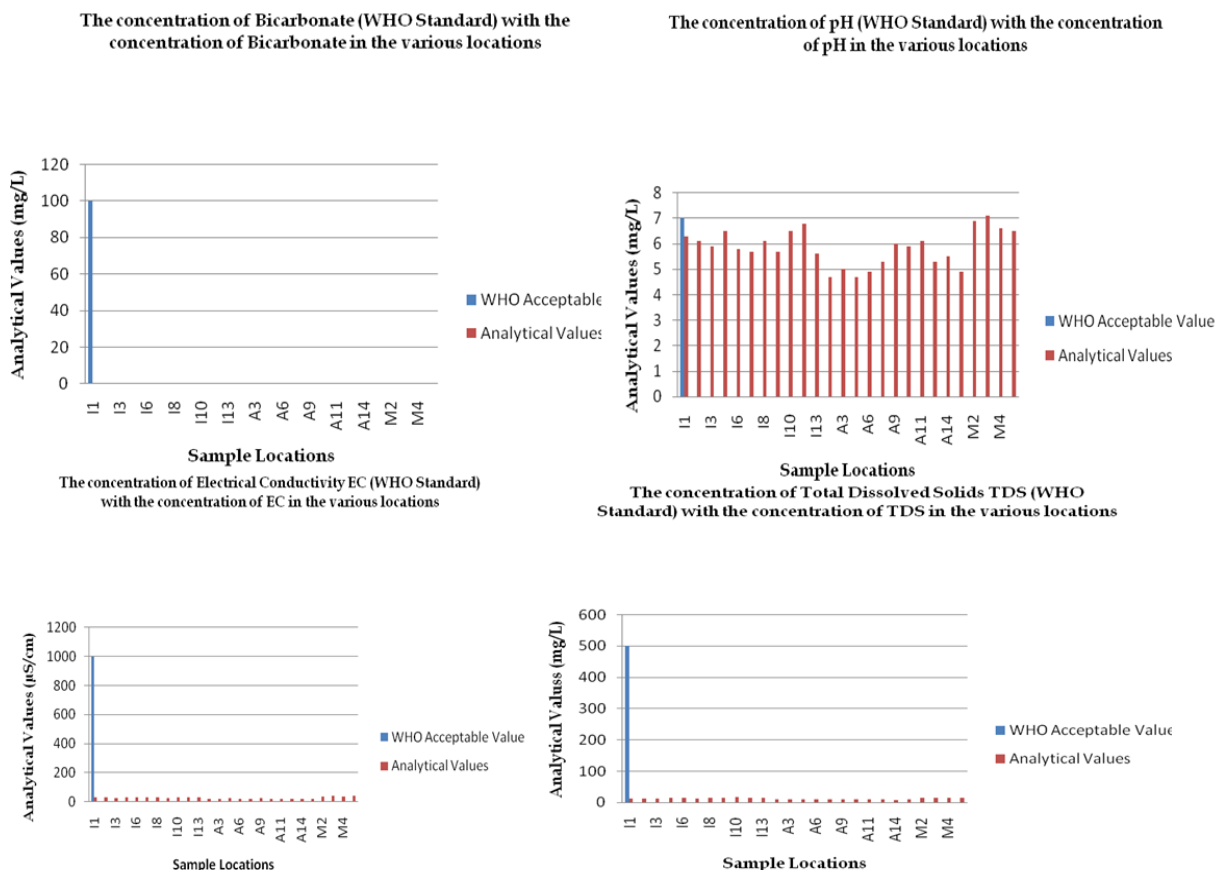 The concentration of Bicarbonate (WHO Standard) with the
concentration of Bicarbonate in the various locations
120
100
80
60
40
20
0
Analytical Values (mg/L)
I1 I3 I6 I8 I10 I13 A3 A6 A9 A11 A14 M2 M4
Sample Locations
WHO Acceptable
Analytical Values
The concentration of pH (WHO Standard) with the concentration
of pH in the various locations
8
7
6
5
4
3
2
1
0
Analytical Values (mg/L)
I1 I3 I6 I8 I10 I13 A3 A6 A9 A11 A14 M2 M4
Sample Locations
WHO Acceptable Value
Analytical Values
The concentration of Electrical Conductivity EC (WHO Standard)
with the concentration of EC in the various locations
1200
1000
800
600
400
200
0
Analytical Values (µS/cm)
I1 I3 I6 I8 I10 I13 A3 A6 A9 A11 A14 M2 M4
Sample Locations
WHO Acceptable Value
Analytical Values
The concentration of Total Dissolved Solids TDS (WHO
Standard) with the concentration of TDS in the various locations
600
500
400
300
200
100
0
Analytical Valuss (mg/L)
I1 I3 I6 I8 I10 I13 A3 A6 A9 A11 A14 M2 M4
Sample Locations
WHO Acceptable Value
Analytical Values